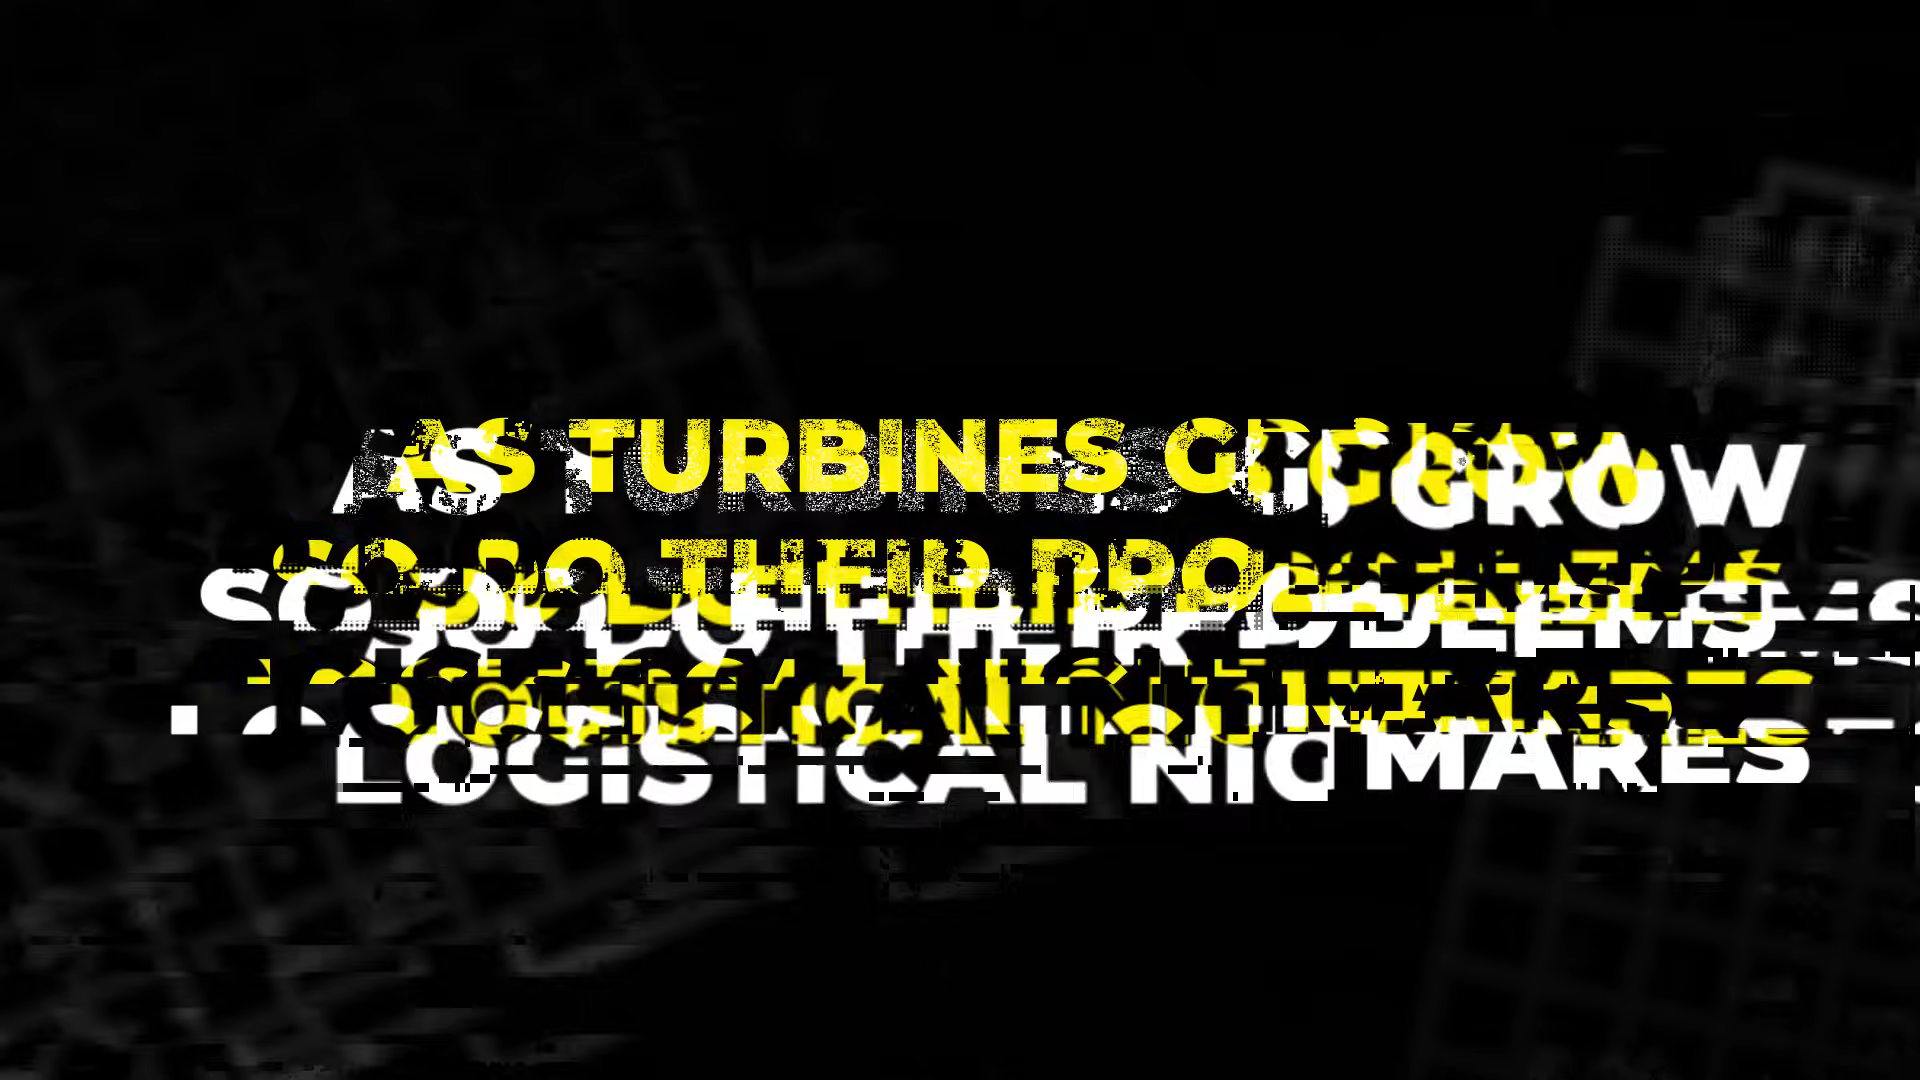 AS TURBINES GROW
SO DO THEIR PROBLEMS
LOGISTICAL NIGHTMARES